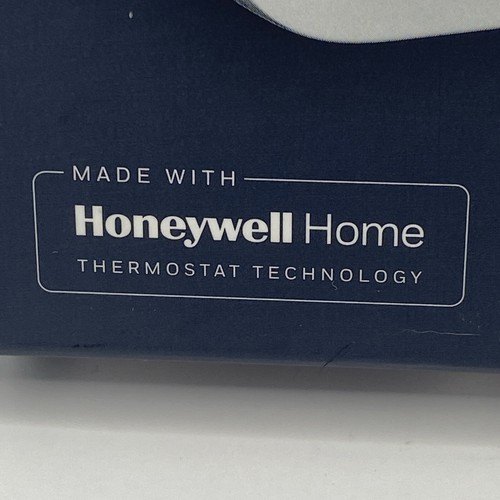 MADE WITH
Honeywell Home
THERMOSTAT TECHNOLOGY